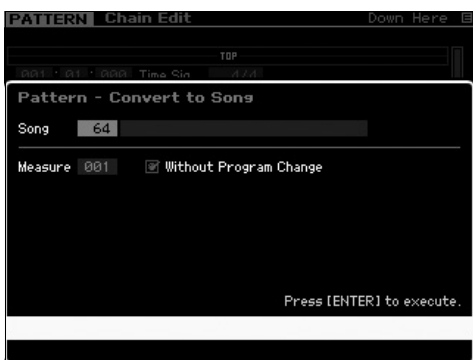 PATTERN Chain Edit Down Here
TOP
001:01:000 Time Sig 4/4
Pattern - Convert to Song
Song 64
Measure 001 Without Program Change
Press [ENTER] to execute.